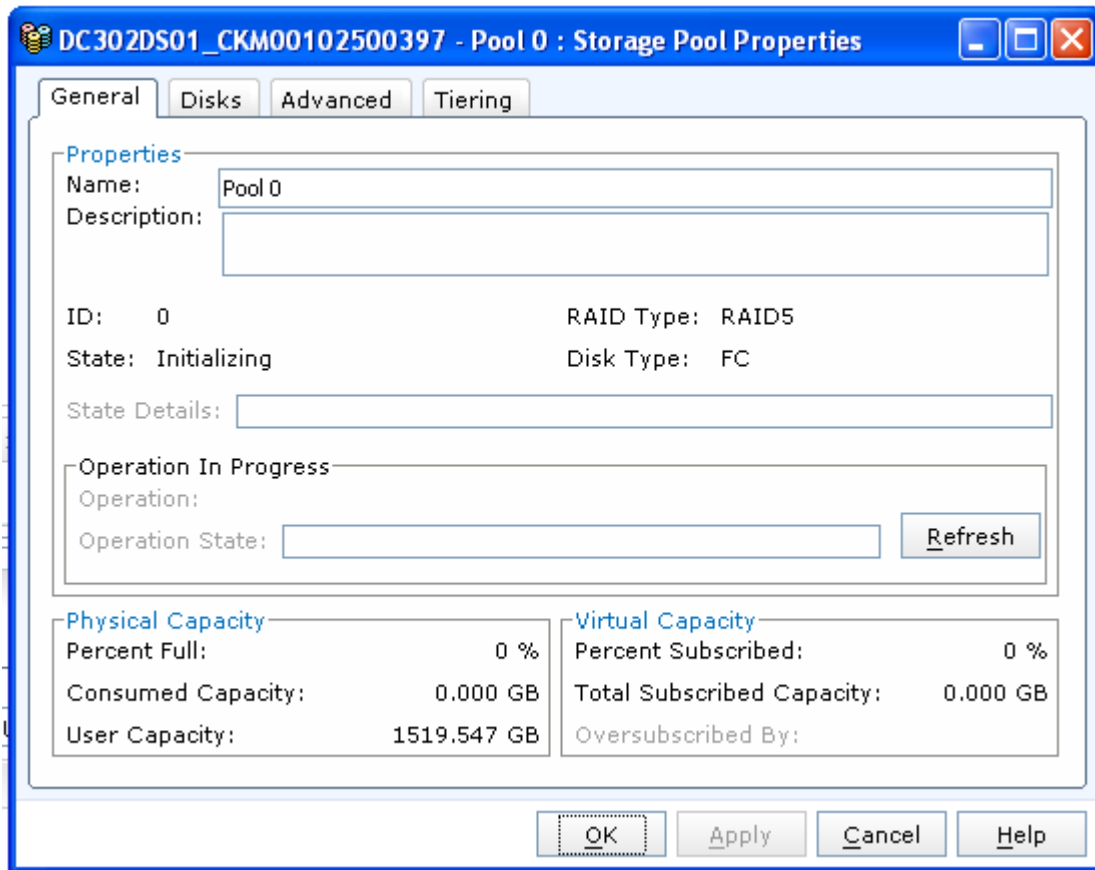 DC302DS01_CKM00102500397 - Pool 0 : Storage Pool Properties
General Disks Advanced Tiering
Properties
Name: Pool 0
Description:
ID: 0 RAID Type: RAID5
State: Initializing Disk Type: FC
State Details:
Operation In Progress
Operation:
Operation State: Refresh
Physical Capacity Virtual Capacity
Percent Full: 0 % Percent Subscribed: 0 %
Consumed Capacity: 0.000 GB Total Subscribed Capacity: 0.000 GB
User Capacity: 1519.547 GB Oversubscribed By:
OK Apply Cancel Help